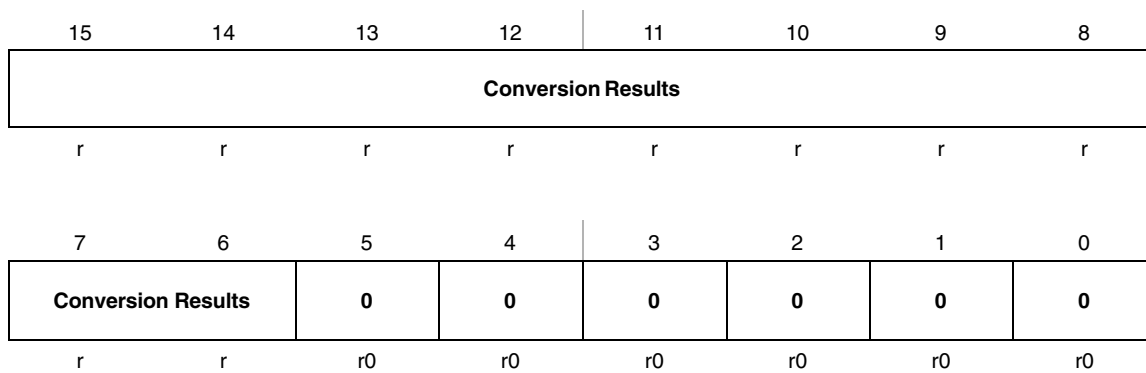 15 14 13 12 11 10 9 8
Conversion Results
r r r r r r r r
7 6 5 4 3 2 1 0
Conversion Results 0 0 0 0 0 0
r r r0 r0 r0 r0 r0 r0